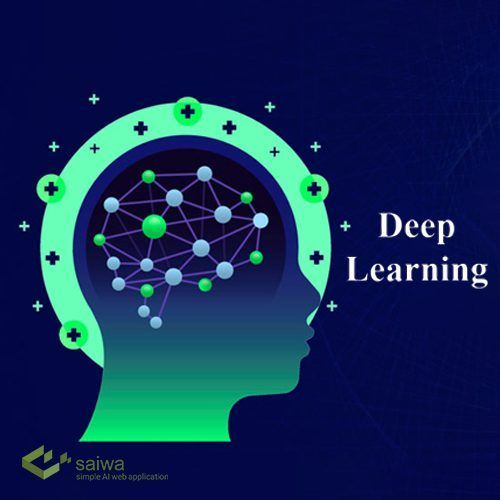 Deep
Learning
saiwa
simple AI web application